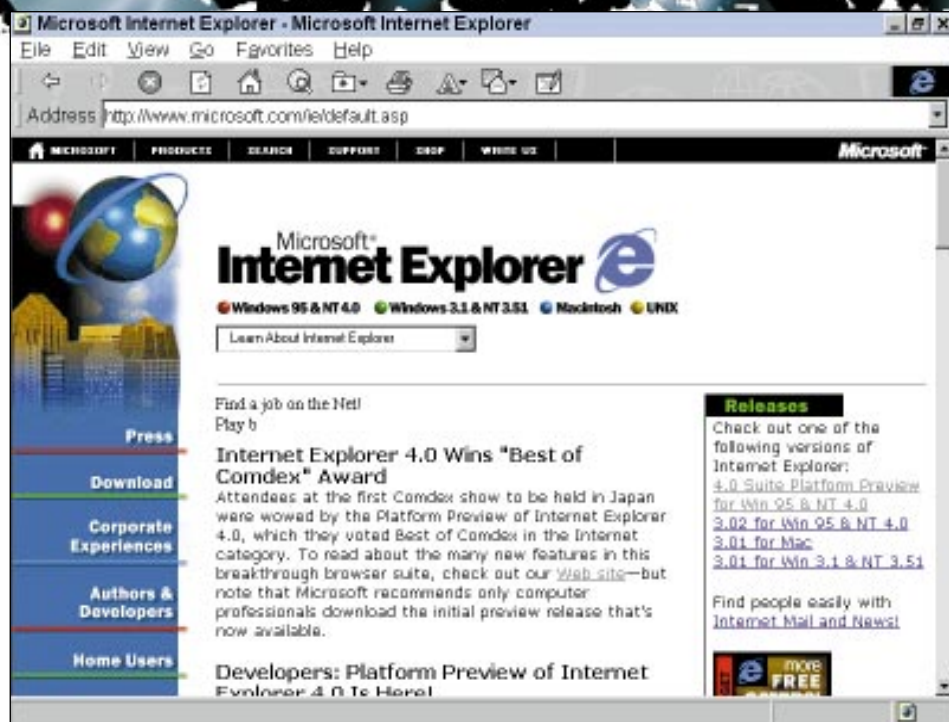 Microsoft Internet Explorer - Microsoft Internet Explorer
File Edit View Go Favorites Help
Address http://www.microsoft.com/ie/default.asp
MICROSOFT PRODUCTS SEARCH SUPPORT SHOP WRITE US Microsoft
Microsoft®
Internet Explorer
Windows 95 & NT 4.0 Windows 3.1 & NT 3.51 Macintosh UNIX
Learn About Internet Explorer
Press
Download
Corporate
Experiences
Authors &
Developers
Home Users
Find a job on the Net!
Play b
Internet Explorer 4.0 Wins "Best of
Comdex" Award
Attendees at the first Comdex show to be held in Japan
were wowed by the Platform Preview of Internet Explorer
4.0, which they voted Best of Comdex in the Internet
category. To read about the many new features in this
breakthrough browser suite, check out our Web site—but
note that Microsoft recommends only computer
professionals download the initial preview release that's
now available.
Developers: Platform Preview of Internet
Explorer 4.0 Is Here!
Releases
Check out one of the
following versions of
Internet Explorer:
4.0 Suite Platform Preview
for Win 95 & NT 4.0
3.02 for Win 95 & NT 4.0
3.01 for Mac
3.01 for Win 3.1 & NT 3.51
Find people easily with
Internet Mail and News!
more
FREE